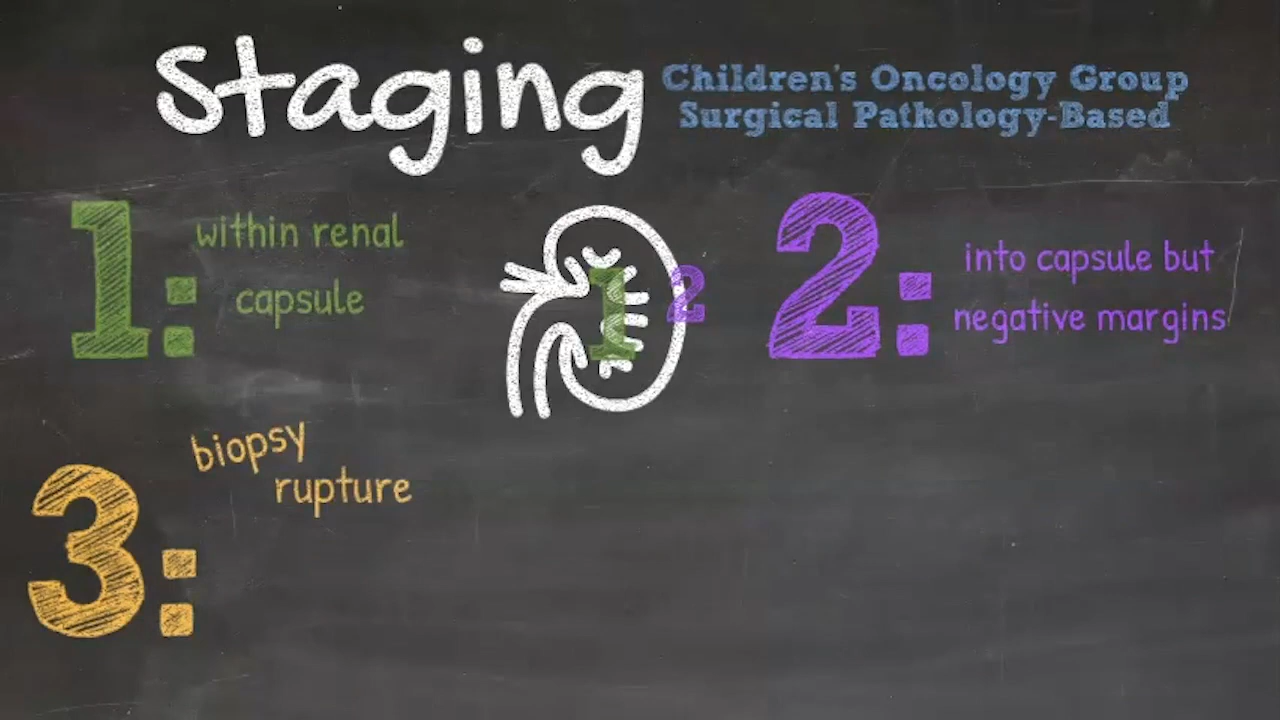 Staging
Children's Oncology Group
Surgical Pathology-Based
1:
within renal
capsule
1
2
2:
into capsule but
negative margins
3:
biopsy
rupture